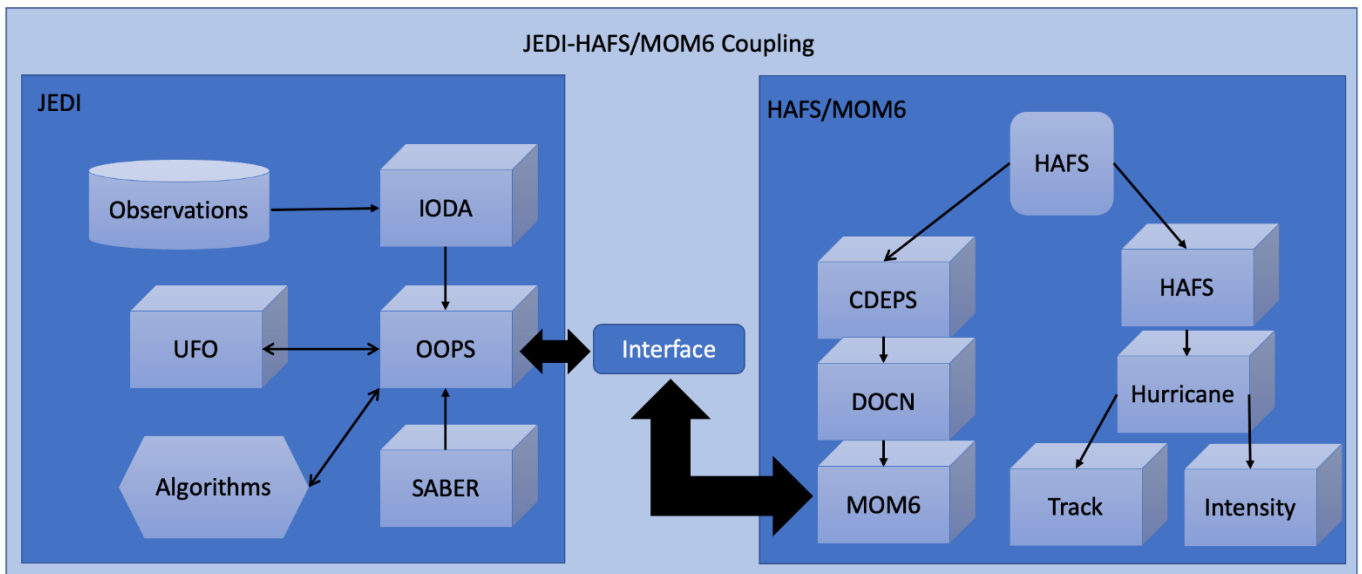 JEDI-HAFS/MOM6 Coupling
JEDI
Observations
IODA
UFO
OOPS
Algorithms
SABER
Interface
HAFS/MOM6
HAFS
CDEPS
HAFS
DOCN
Hurricane
MOM6
Track
Intensity